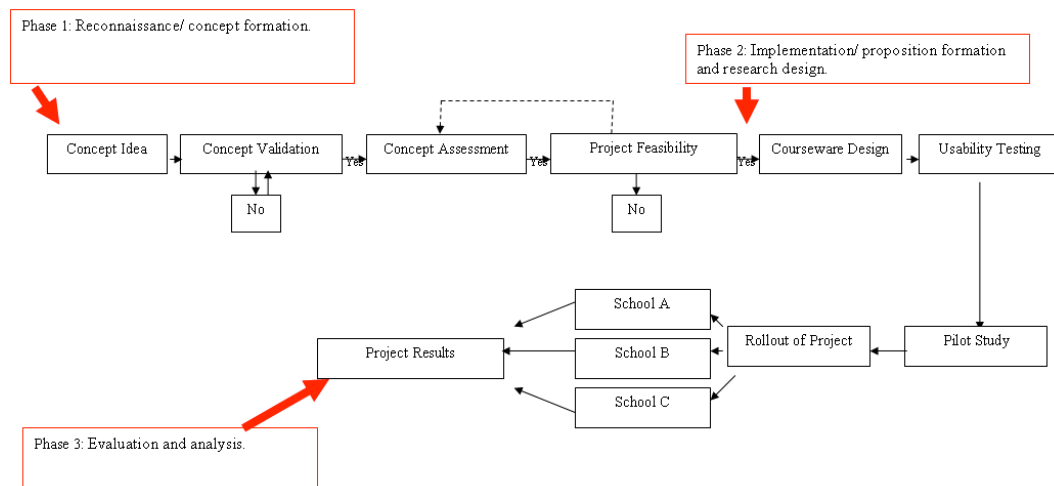 Phase 1: Reconnaissance/ concept formation.
Phase 2: Implementation/ proposition formation
and research design.
Concept Idea
Concept Validation
Yes
Concept Assessment
Yes
Project Feasibility
Yes
Courseware Design
Usability Testing
No
No
School A
School B
School C
Rollout of Project
Pilot Study
Project Results
Phase 3: Evaluation and analysis.